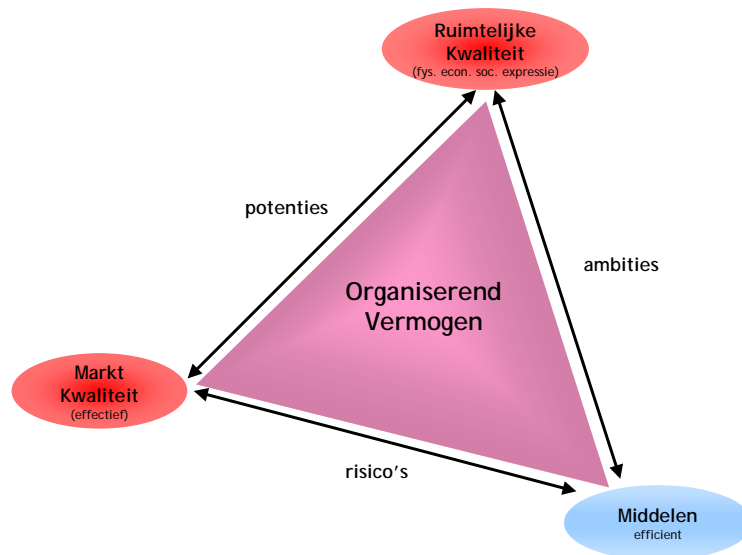 Ruimtelijke
Kwaliteit
(fys. econ. soc. expressie)
potenties
ambities
Organiserend
Vermogen
Markt
Kwaliteit
(effectief)
risico's
Middelen
efficient